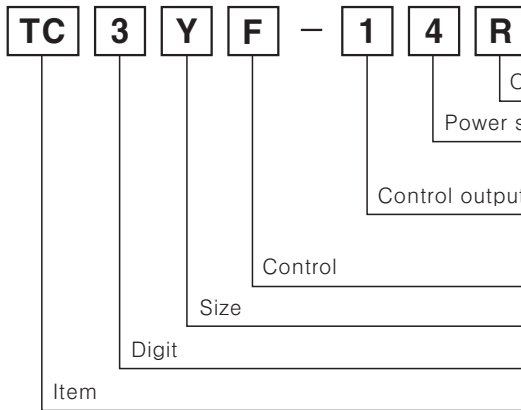 TC 3 Y F – 1 4 R
Power
Control output
Control
Size
Digit
Item